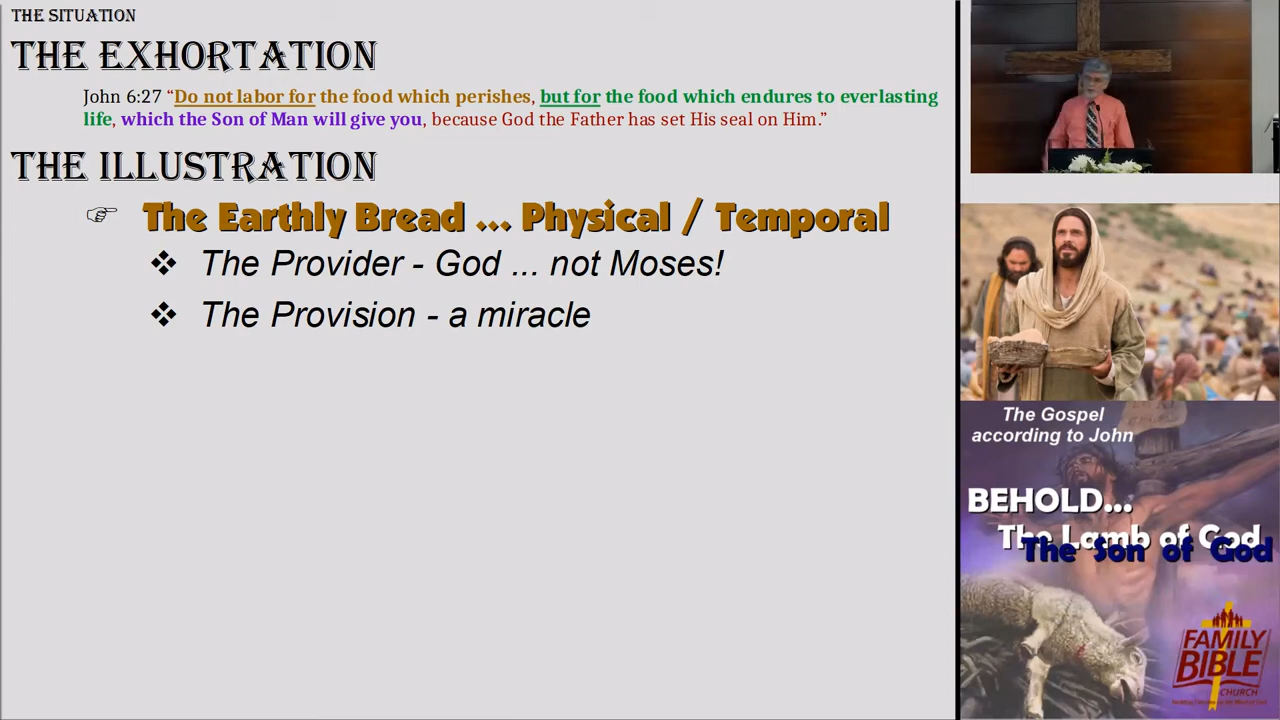 THE SITUATION
THE EXHORTATION
John 6:27 “Do not labor for the food which perishes, but for the food which endures to everlasting
life, which the Son of Man will give you, because God the Father has set His seal on Him.”
THE ILLUSTRATION
The Earthly Bread ... Physical / Temporal
The Provider - God ... not Moses!
The Provision - a miracle
The Gospel
according to John
BEHOLD...
The Lamb of God
The Son of God
FAMILY
BIBLE
CHURCH